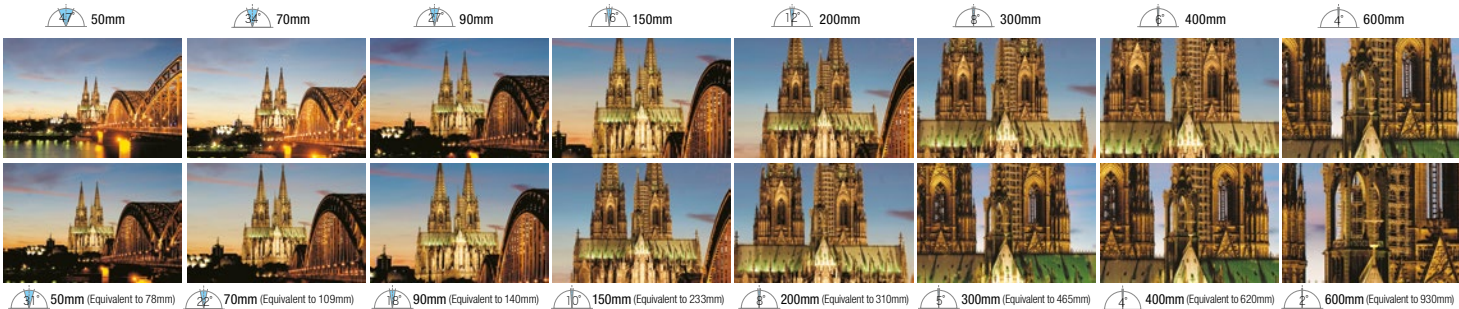 47° 50mm
34° 70mm
27° 90mm
16° 150mm
12° 200mm
8° 300mm
6° 400mm
4° 600mm
31° 50mm (Equivalent to 78mm)
22° 70mm (Equivalent to 109mm)
18° 90mm (Equivalent to 140mm)
10° 150mm (Equivalent to 233mm)
8° 200mm (Equivalent to 310mm)
5° 300mm (Equivalent to 465mm)
4° 400mm (Equivalent to 620mm)
2° 600mm (Equivalent to 930mm)